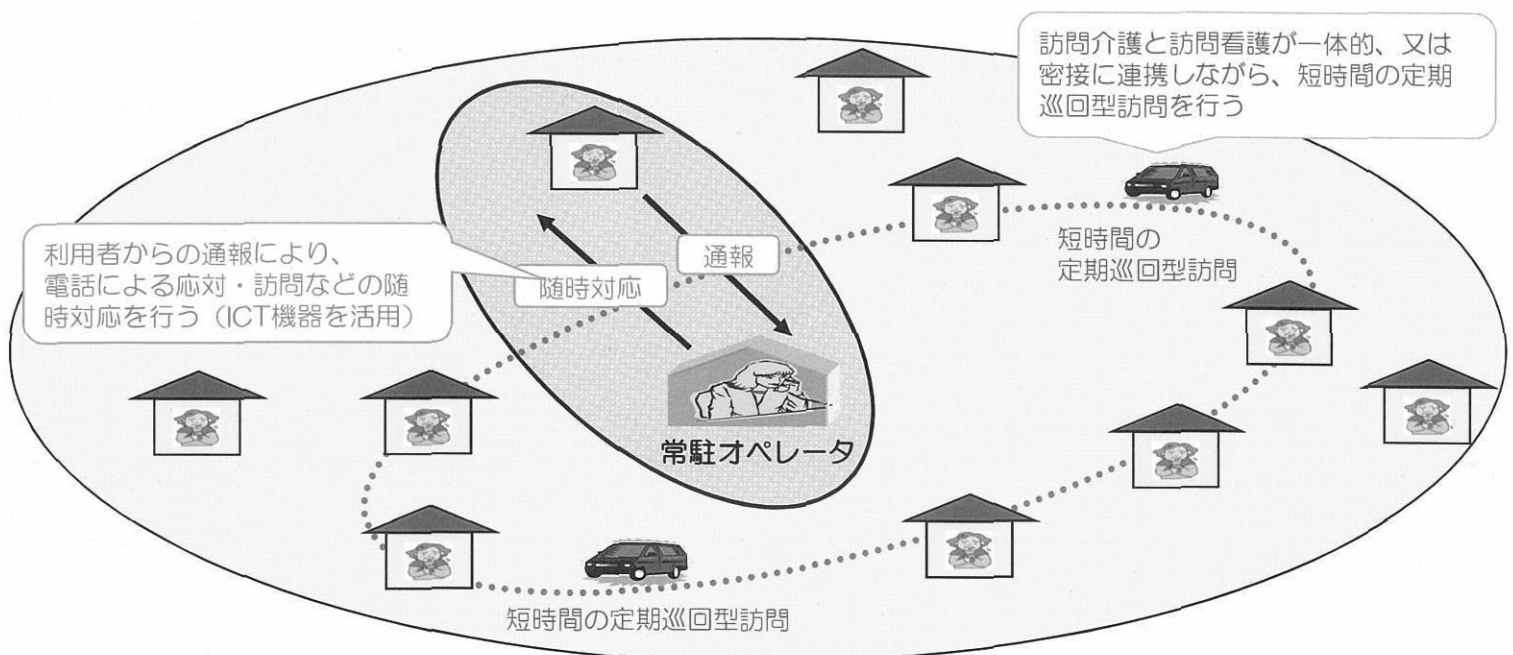 訪問介護と訪問看護が一体的、又は
密接に連携しながら、短時間の定期
巡回型訪問を行う
利用者からの通報により、
電話による応対・訪問などの随
時対応を行う（ICT機器を活用）
通報
随時対応
短時間の
定期巡回型訪問
常駐オペレータ
短時間の定期巡回型訪問